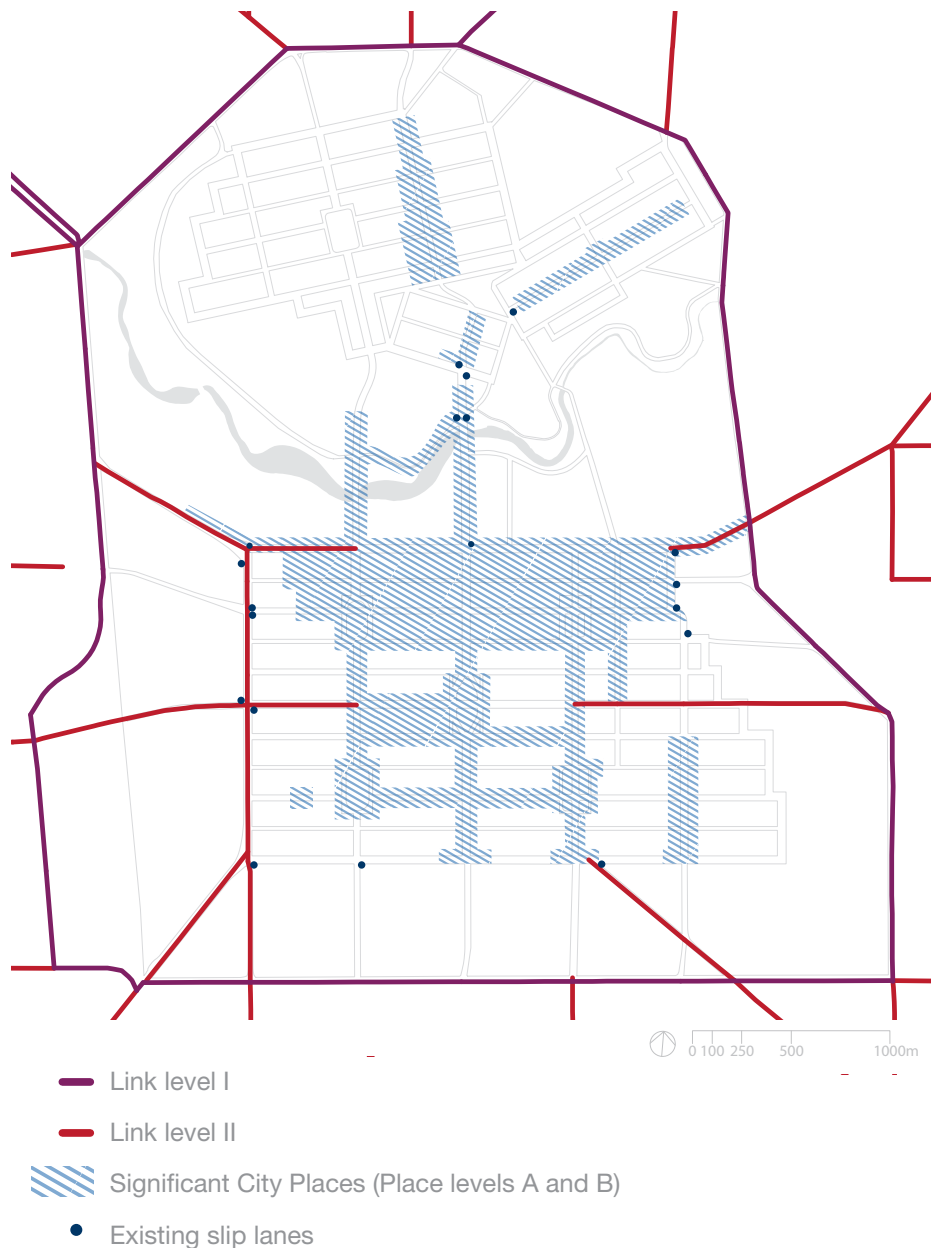 0 100 250 500 1000m
Link level I
Link level II
Significant City Places (Place levels A and B)
Existing slip lanes